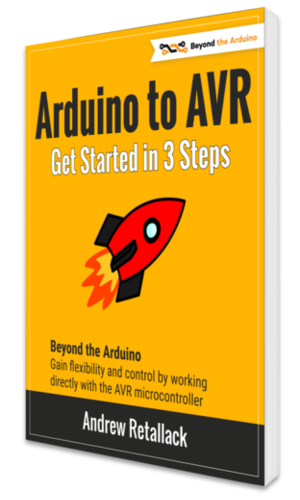 Beyond the Arduino
Arduino to AVR
Get Started in 3 Steps
Beyond the Arduino
Gain flexibility and control by working
directly with the AVR microcontroller
Andrew Retallack